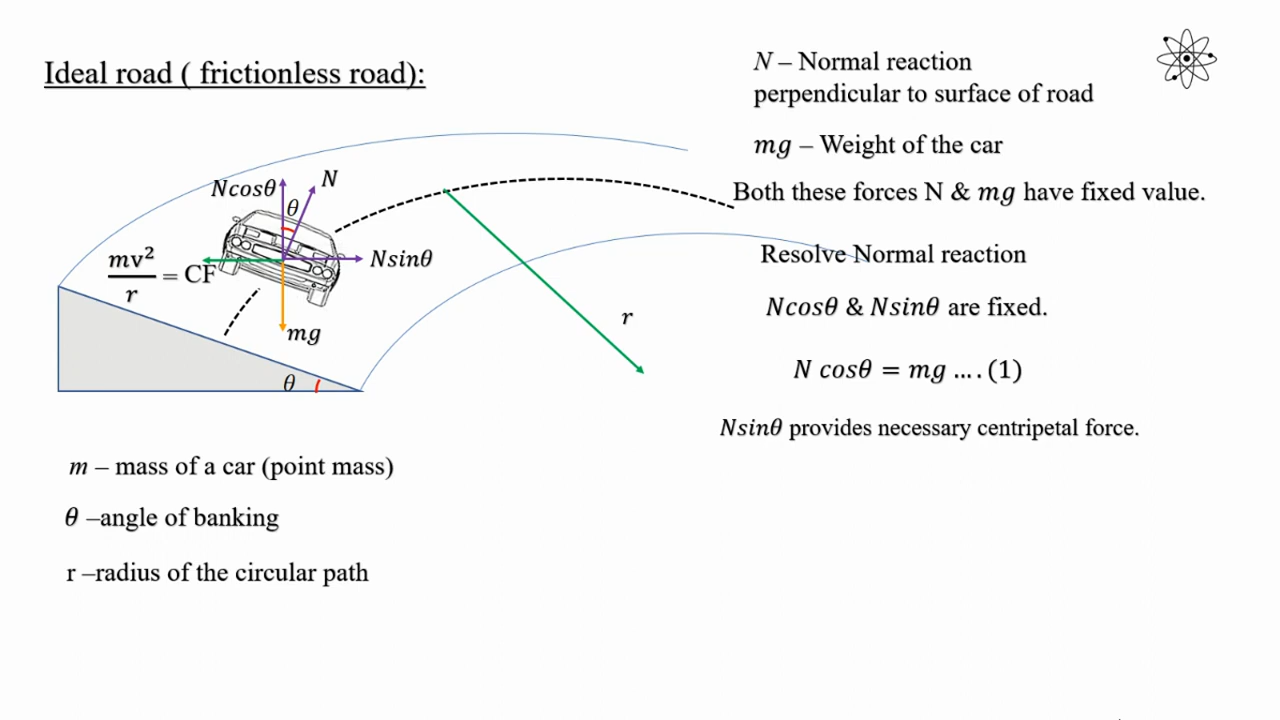 Ideal road ( frictionless road):
N – Normal reaction
perpendicular to surface of road
mg – Weight of the car
Both these forces N & mg have fixed value.
Resolve Normal reaction
Ncosθ & Nsinθ are fixed.
N cosθ = mg …. (1)
Nsinθ provides necessary centripetal force.
Ncosθ
N
θ
Nsinθ
mv²/r = CF
mg
θ
r
m – mass of a car (point mass)
θ –angle of banking
r –radius of the circular path